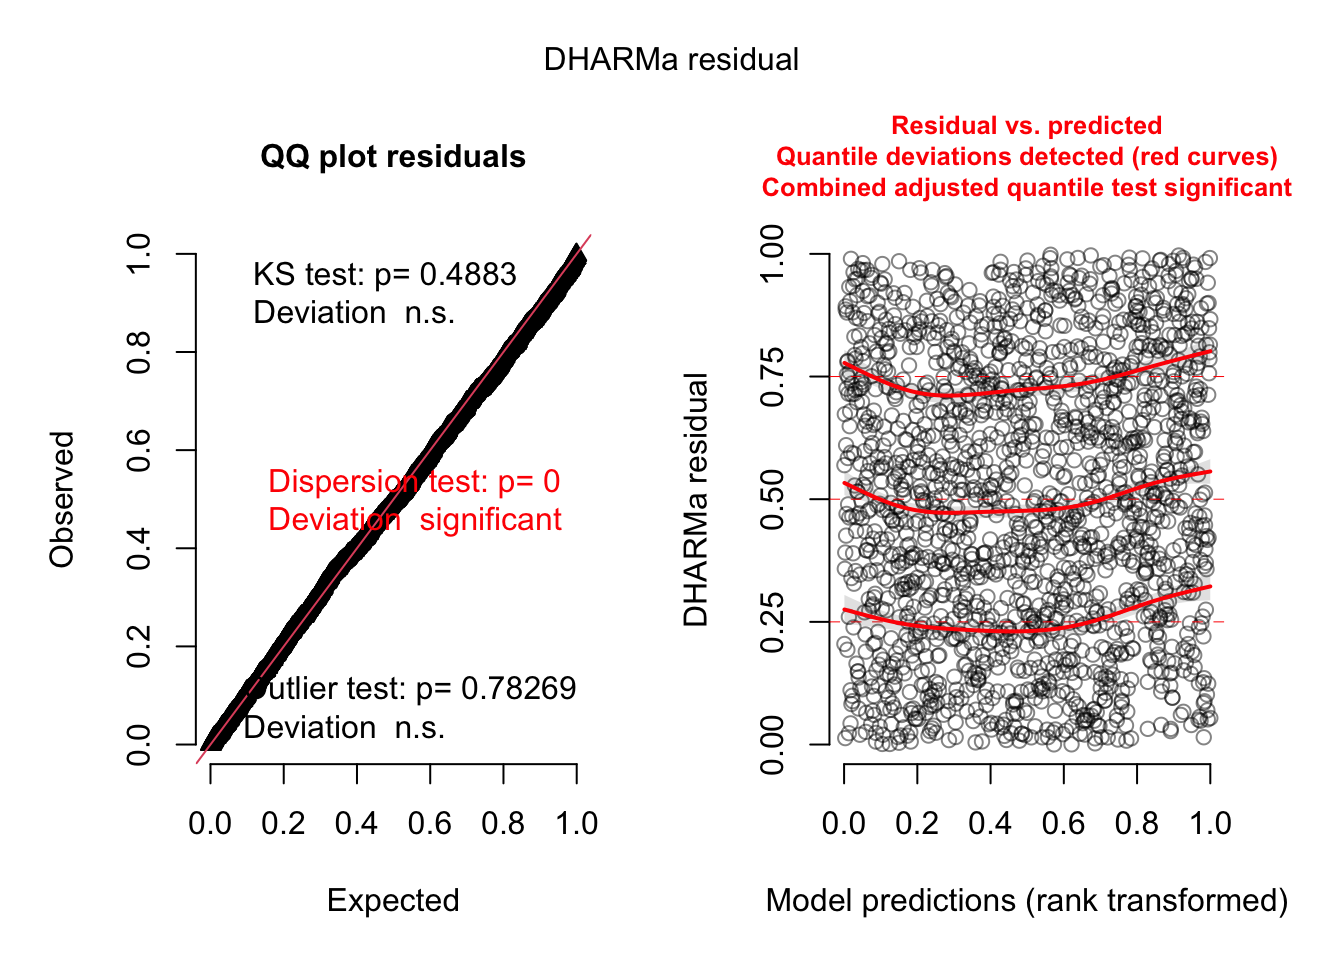 DHARMa residual
QQ plot residuals
KS test: p= 0.4883
Deviation  n.s.
Dispersion test: p= 0
Deviation  significant
Outlier test: p= 0.78269
Deviation  n.s.
Observed
0.0 0.2 0.4 0.6 0.8 1.0
0.0 0.2 0.4 0.6 0.8 1.0
Expected
Residual vs. predicted
Quantile deviations detected (red curves)
Combined adjusted quantile test significant
DHARMa residual
0.00 0.25 0.50 0.75 1.00
0.0 0.2 0.4 0.6 0.8 1.0
Model predictions (rank transformed)